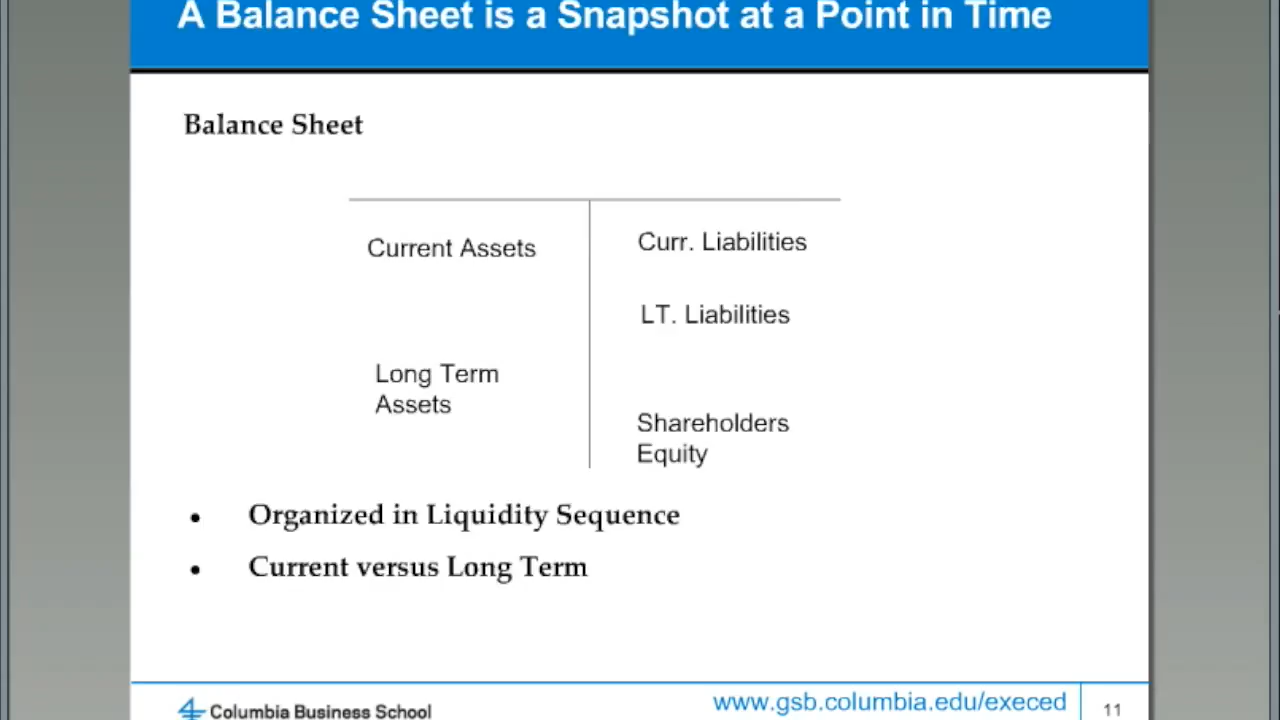 A Balance Sheet is a Snapshot at a Point in Time
Balance Sheet
Current Assets
Long Term
Assets
Curr. Liabilities
LT. Liabilities
Shareholders
Equity
• Organized in Liquidity Sequence
• Current versus Long Term
Columbia Business School
www.gsb.columbia.edu/execed
11